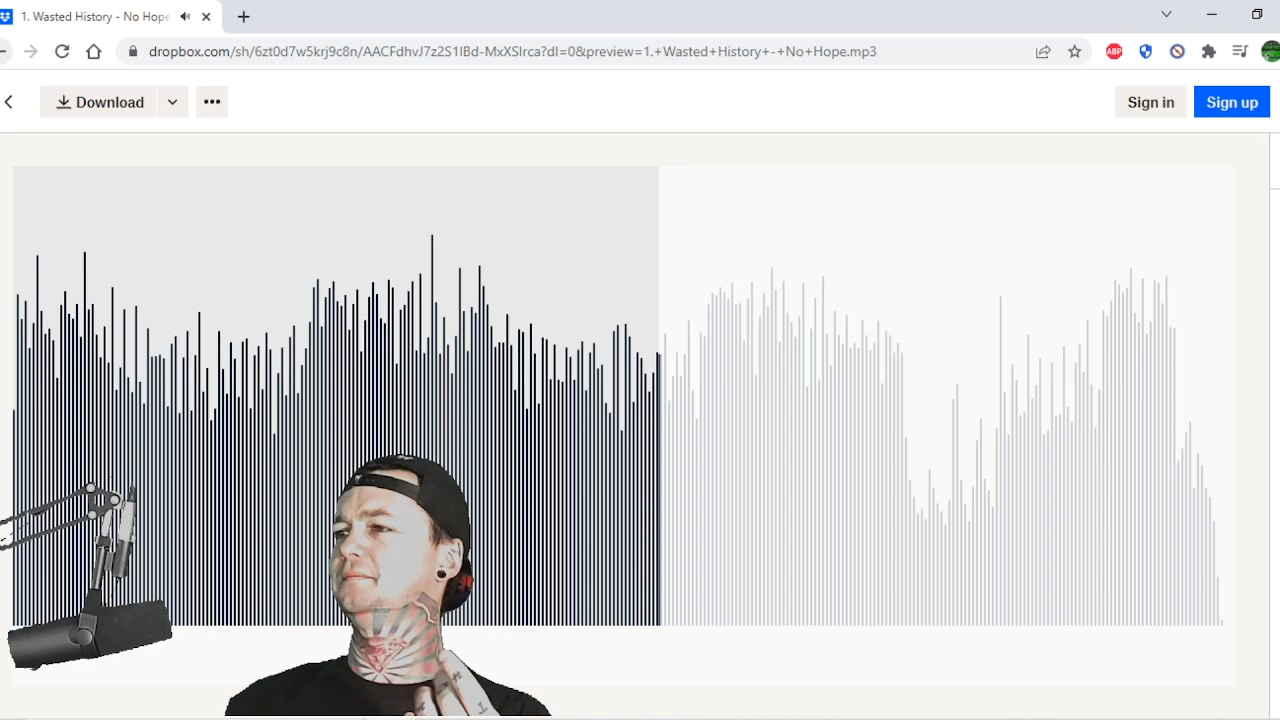 1. Wasted History - No Hope
dropbox.com/sh/6zt0d7w5krj9c8n/AACFdhvJ7z2S1IBd-MxXSIrca?dl=0&preview=1.+Wasted+History+-+No+Hope.mp3
ABP
Download
Sign in
Sign up